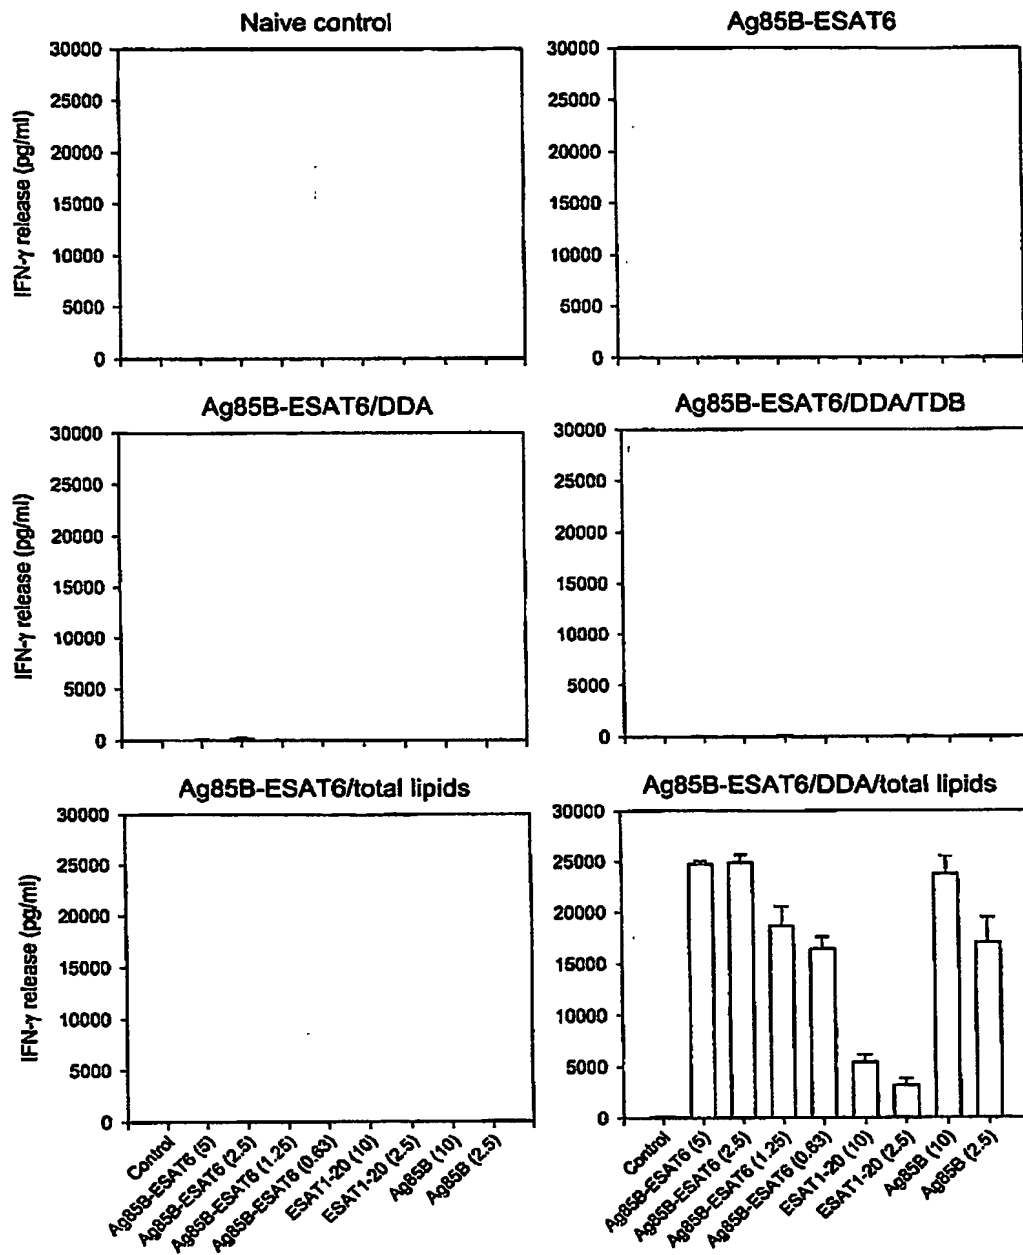 Naive control
Ag85B-ESAT6
IFN-γ release (pg/ml)
30000
25000
20000
15000
10000
5000
0
30000
25000
20000
15000
10000
5000
0
Ag85B-ESAT6/DDA
Ag85B-ESAT6/DDA/TDB
IFN-γ release (pg/ml)
30000
25000
20000
15000
10000
5000
0
30000
25000
20000
15000
10000
5000
0
Ag85B-ESAT6/total lipids
Ag85B-ESAT6/DDA/total lipids
IFN-γ release (pg/ml)
30000
25000
20000
15000
10000
5000
0
30000
25000
20000
15000
10000
5000
0
Control
Ag85B-ESAT6 (5)
Ag85B-ESAT6 (2.5)
Ag85B-ESAT6 (1.25)
Ag85B-ESAT6 (0.63)
ESAT1-20 (10)
ESAT1-20 (2.5)
Ag85B (10)
Ag85B (2.5)
Control
Ag85B-ESAT6 (5)
Ag85B-ESAT6 (2.5)
Ag85B-ESAT6 (1.25)
Ag85B-ESAT6 (0.63)
ESAT1-20 (10)
ESAT1-20 (2.5)
Ag85B (10)
Ag85B (2.5)